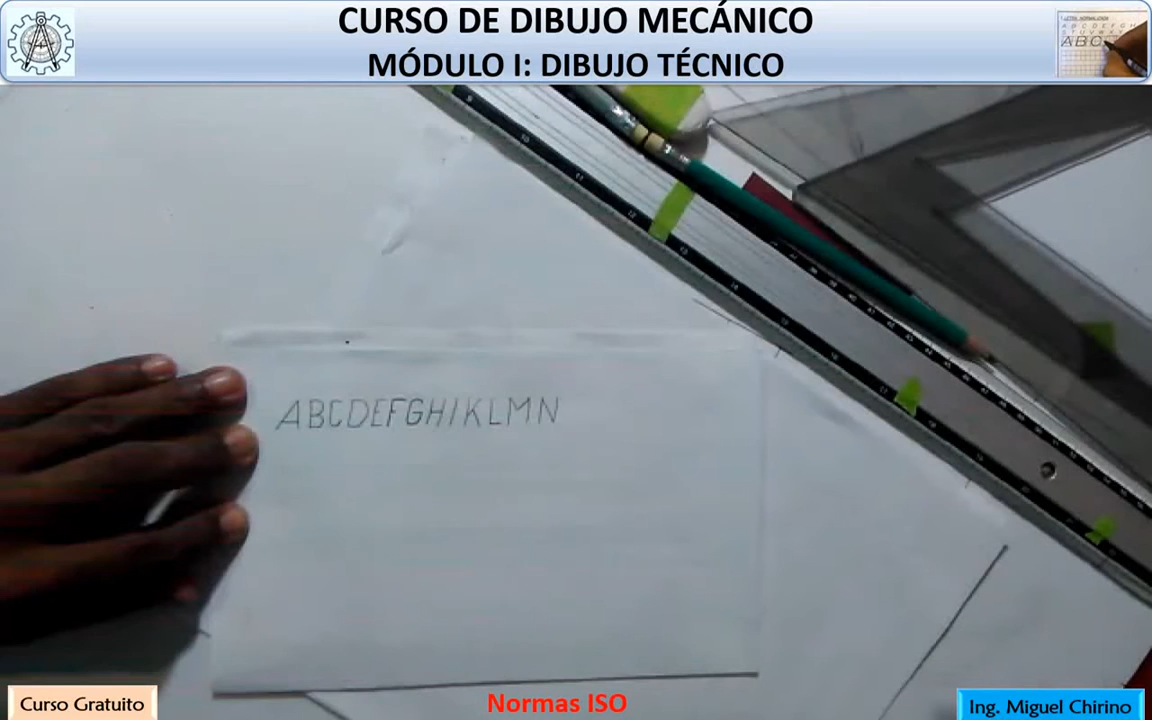 CURSO DE DIBUJO MECÁNICO
MÓDULO I: DIBUJO TÉCNICO
ABCDEFGHIKLMN
Curso Gratuito
Normas ISO
Ing. Miguel Chirino